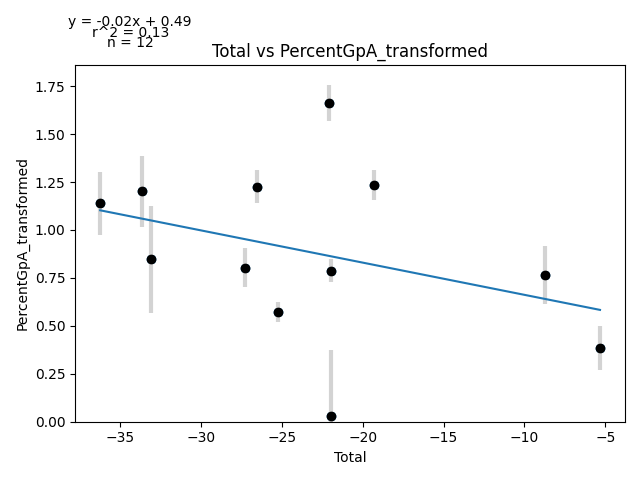 y = -0.02x + 0.49
r^2 = 0.13
n = 12
Total vs PercentGpA_transformed
PercentGpA_transformed
1.75
1.50
1.25
1.00
0.75
0.50
0.25
0.00
−35
−30
−25
−20
−15
−10
−5
Total